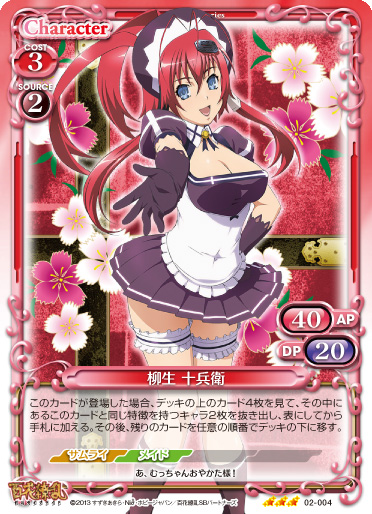 Character
COST
3
SOURCE
2
40 AP
DP 20
柳生 十兵衛
このカードが登場した場合、デッキの上のカード4枚を見て、その中に
あるこのカードと同じ特徴を持つキャラ2枚を抜き出し、表にしてから
手札に加える。その後、残りのカードを任意の順番でデッキの下に移す。
サムライ メイド
あ、むっちゃんおやかた様！
百花繚乱
©2013 すずきあきら・Niθ・ホビージャパン/百花繚乱SBパートナーズ
02-004